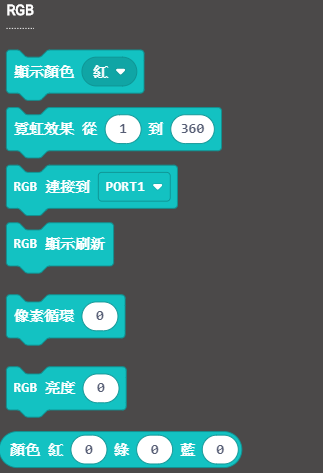 RGB
顯示顏色 紅
霓虹效果 從 1 到 360
RGB 連接到 PORT1
RGB 顯示刷新
像素循環 0
RGB 亮度 0
顏色 紅 0 綠 0 藍 0